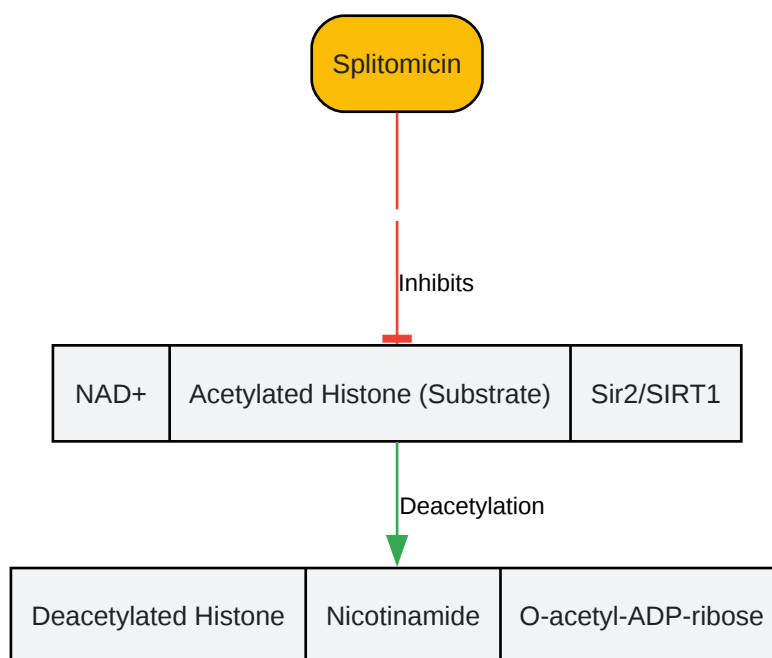 Splitomicin
Inhibits
NAD+
Acetylated Histone (Substrate)
Sir2/SIRT1
Deacetylation
Deacetylated Histone
Nicotinamide
O-acetyl-ADP-ribose